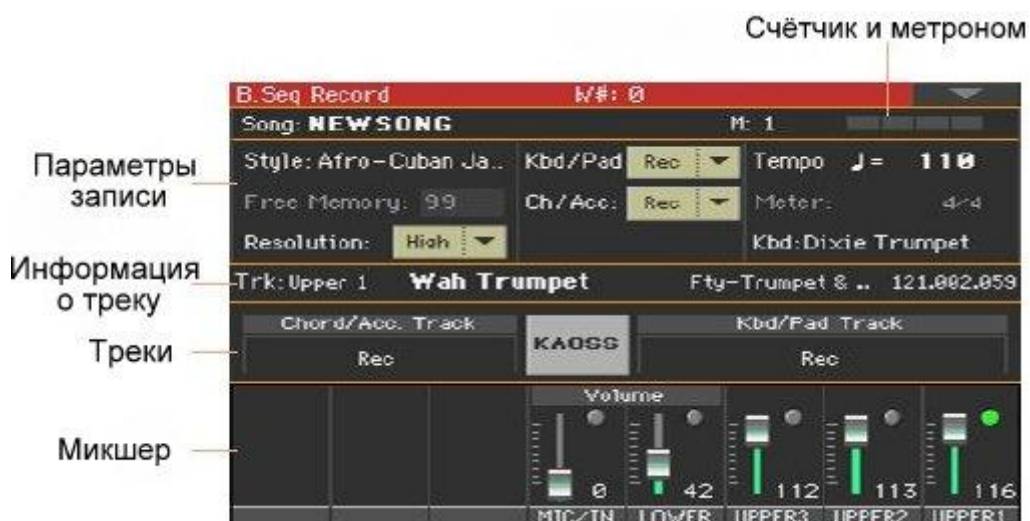 Счётчик и метроном
B.Seq Record
Song: NEWSONG M: 1
Параметры записи
Style: Afro-Cuban Ja.. Kbd/Pad Rec Tempo ♩= 110
Free Memory: 99 Ch/Acc: Rec Meter: 4/4
Resolution: High Kbd:Dixie Trumpet
Информация о треку
Trk: Upper 1 Wah Trumpet Fty-Trumpet & .. 121.002.059
Треки
Chord/Acc. Track KAOSS Kbd/Pad Track
Rec Rec
Микшер
Volume
0 42 112 113 116
MIC/IN LOWER UPPER3 UPPER2 UPPER1